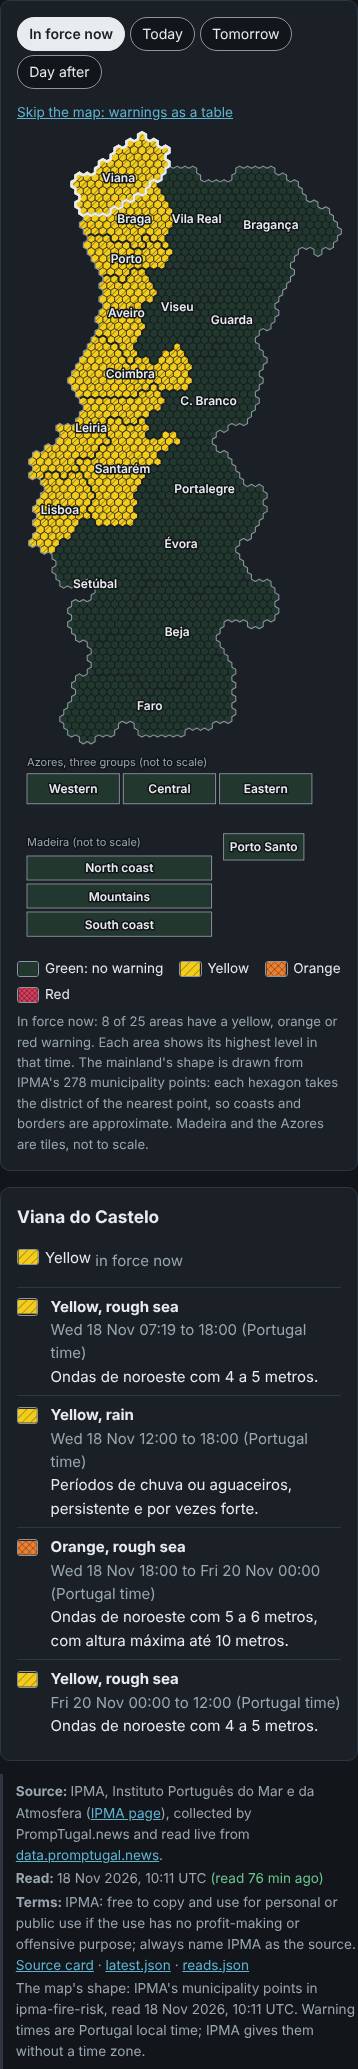 In force now
Today
Tomorrow
Day after
Skip the map: warnings as a table
Viana
Braga
Vila Real
Bragança
Porto
Viseu
Aveiro
Guarda
Coimbra
C. Branco
Leiria
Santarém
Portalegre
Lisboa
Évora
Setúbal
Beja
Faro
Azores, three groups (not to scale)
Western
Central
Eastern
Madeira (not to scale)
Porto Santo
North coast
Mountains
South coast
Green: no warning
Yellow
Orange
Red
In force now: 8 of 25 areas have a yellow, orange or
red warning. Each area shows its highest level in
that time. The mainland's shape is drawn from
IPMA's 278 municipality points: each hexagon takes
the district of the nearest point, so coasts and
borders are approximate. Madeira and the Azores
are tiles, not to scale.
Viana do Castelo
Yellow in force now
Yellow, rough sea
Wed 18 Nov 07:19 to 18:00 (Portugal
time)
Ondas de noroeste com 4 a 5 metros.
Yellow, rain
Wed 18 Nov 12:00 to 18:00 (Portugal
time)
Períodos de chuva ou aguaceiros,
persistente e por vezes forte.
Orange, rough sea
Wed 18 Nov 18:00 to Fri 20 Nov 00:00
(Portugal time)
Ondas de noroeste com 5 a 6 metros,
com altura máxima até 10 metros.
Yellow, rough sea
Fri 20 Nov 00:00 to 12:00 (Portugal time)
Ondas de noroeste com 4 a 5 metros.
Source: IPMA, Instituto Português do Mar e da
Atmosfera (IPMA page), collected by
PrompTugal.news and read live from
data.promptugal.news.
Read: 18 Nov 2026, 10:11 UTC (read 76 min ago)
Terms: IPMA: free to copy and use for personal or
public use if the use has no profit-making or
offensive purpose; always name IPMA as the source.
Source card · latest.json · reads.json
The map's shape: IPMA's municipality points in
ipma-fire-risk, read 18 Nov 2026, 10:11 UTC. Warning
times are Portugal local time; IPMA gives them
without a time zone.